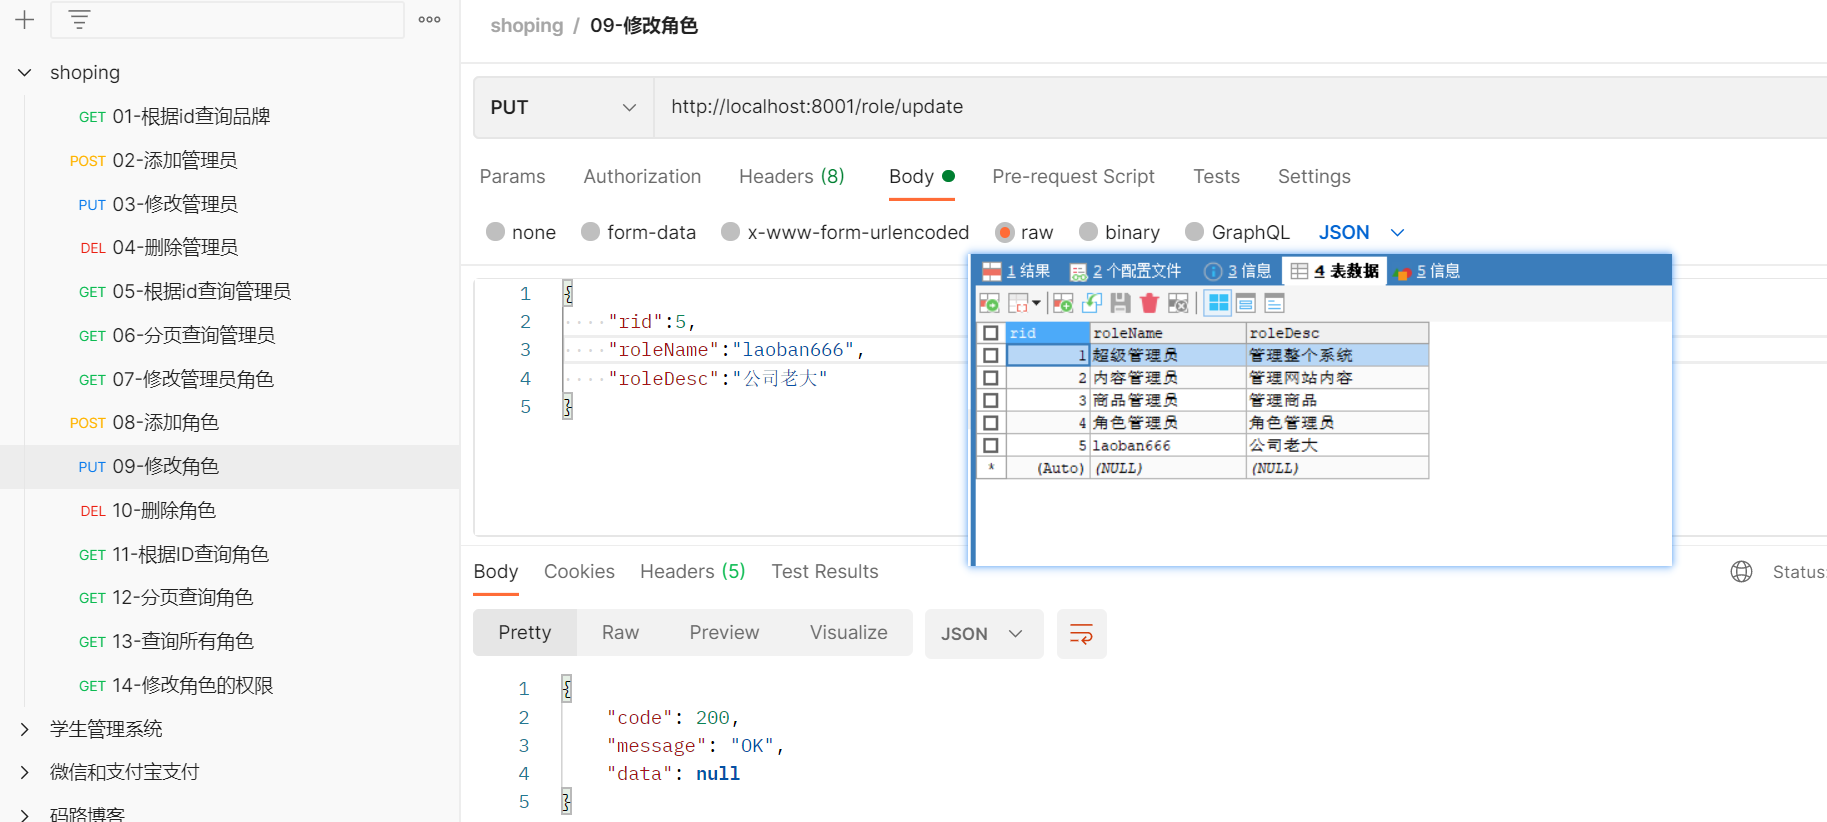 shoping
GET 01-根据id查询品牌
POST 02-添加管理员
PUT 03-修改管理员
DEL 04-删除管理员
GET 05-根据id查询管理员
GET 06-分页查询管理员
GET 07-修改管理员角色
POST 08-添加角色
PUT 09-修改角色
DEL 10-删除角色
GET 11-根据ID查询角色
GET 12-分页查询角色
GET 13-查询所有角色
GET 14-修改角色的权限
学生管理系统
微信和支付宝支付
码路博客
shoping / 09-修改角色
PUT http://localhost:8001/role/update
Params Authorization Headers (8) Body Pre-request Script Tests Settings
none form-data x-www-form-urlencoded raw binary GraphQL JSON
1 {
2 "rid":5,
3 "roleName":"laoban666",
4 "roleDesc":"公司老大"
5 }
1 结果 2 个配置文件 3 信息 4 表数据 5 信息
rid roleName roleDesc
1 超级管理员 管理整个系统
2 内容管理员 管理网站内容
3 商品管理员 管理商品
4 角色管理员 角色管理员
5 laoban666 公司老大
* (Auto) (NULL) (NULL)
Body Cookies Headers (5) Test Results Status:
Pretty Raw Preview Visualize JSON
1 {
2 "code": 200,
3 "message": "OK",
4 "data": null
5 }